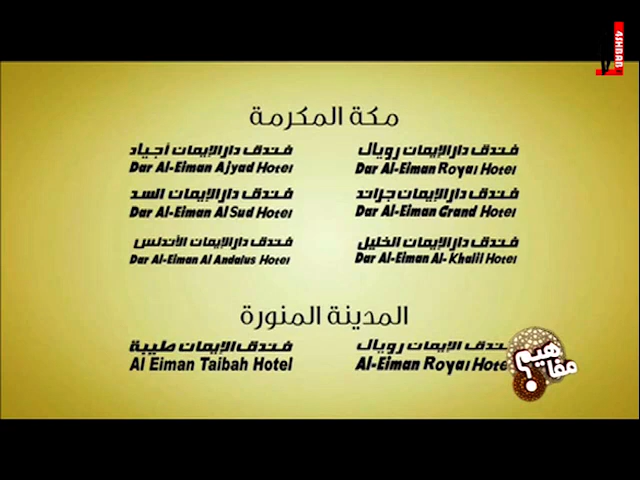 4SHBAB
مكة المكرمة
فندق دار الإيمان رويال
Dar Al-Eiman Royal Hotel
فندق دار الإيمان أجياد
Dar Al-Eiman Ajyad Hotel
فندق دار الإيمان جراند
Dar Al-Eiman Grand Hotel
فندق دار الإيمان السد
Dar Al-Eiman Al Sud Hotel
فندق دار الإيمان الخليل
Dar Al-Eiman Al- Khalil Hotel
فندق دار الإيمان الأندلس
Dar Al-Eiman Al Andalus Hotel
المدينة المنورة
فندق الإيمان رويال
Al-Eiman Royal Hotel
فندق الإيمان طيبة
Al Eiman Taibah Hotel
مفاهيم؟